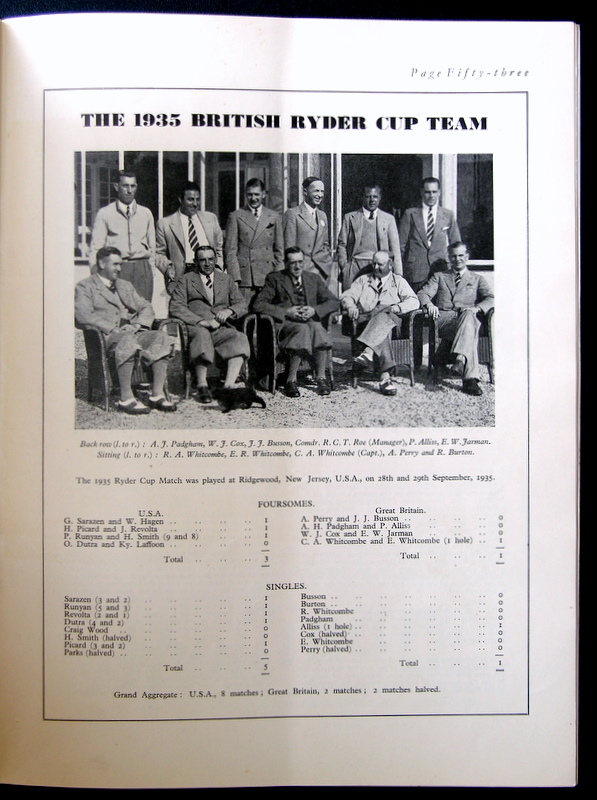 Page Fifty-three
THE 1935 BRITISH RYDER CUP TEAM
Back row (l. to r.) : A. J. Padgham, W. J. Cox, J. J. Busson, Comdr. R. C. T. Roe (Manager), P. Alliss, E. W. Jarman.
Sitting (l. to r.) : R. A. Whitcombe, E. R. Whitcombe, C. A. Whitcombe (Capt.), A. Perry and R. Burton.
The 1935 Ryder Cup Match was played at Ridgewood, New Jersey, U.S.A., on 28th and 29th September, 1935.
FOURSOMES.
U.S.A.
G. Sarazen and W. Hagen .. .. .. .. 1
H. Picard and J. Revolta .. .. .. .. 1
P. Runyan and H. Smith (9 and 8) .. .. 1
O. Dutra and Ky. Laffoon .. .. .. .. 0
Total .. .. .. 3
Great Britain.
A. Perry and J. J. Busson .. .. .. .. 0
A. H. Padgham and P. Alliss .. .. .. 0
W. J. Cox and E. W. Jarman .. .. .. 0
C. A. Whitcombe and E. Whitcombe (1 hole) .. 1
Total .. .. .. 1
SINGLES.
Sarazen (3 and 2) .. .. .. .. .. 1
Runyan (5 and 3) .. .. .. .. .. 1
Revolta (2 and 1) .. .. .. .. .. 1
Dutra (4 and 2) .. .. .. .. .. 1
Craig Wood .. .. .. .. .. 0
H. Smith (halved) .. .. .. .. .. 0
Picard (3 and 2) .. .. .. .. .. 1
Parks (halved) .. .. .. .. .. 0
Total .. .. .. 5
Busson .. .. .. .. .. .. 0
Burton .. .. .. .. .. .. 0
R. Whitcombe .. .. .. .. .. 0
Padgham .. .. .. .. .. 0
Alliss (1 hole) .. .. .. .. .. 1
Cox (halved) .. .. .. .. .. 0
E. Whitcombe .. .. .. .. .. 0
Perry (halved) .. .. .. .. .. 0
Total .. .. .. 1
Grand Aggregate : U.S.A., 8 matches ; Great Britain, 2 matches ; 2 matches halved.